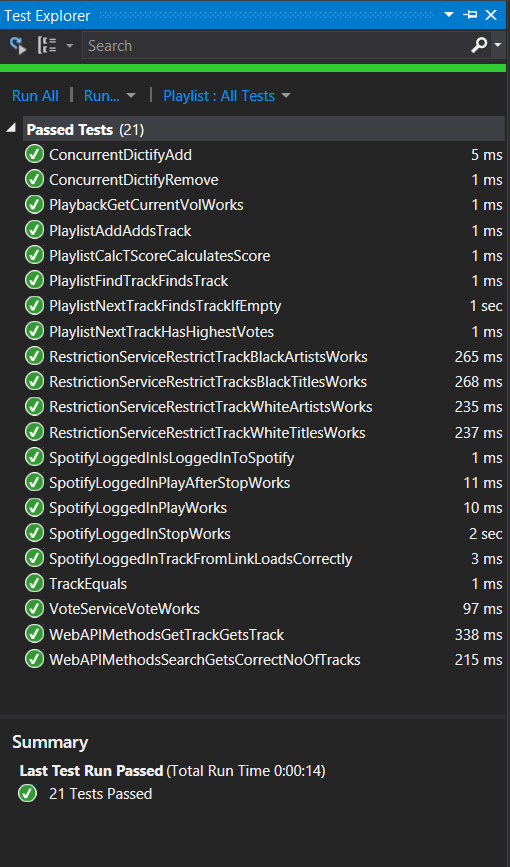 Test Explorer
Search
Run All | Run... | Playlist : All Tests
Passed Tests (21)
ConcurrentDictifyAdd 5 ms
ConcurrentDictifyRemove 1 ms
PlaybackGetCurrentVolWorks 1 ms
PlaylistAddAddsTrack 1 ms
PlaylistCalcTScoreCalculatesScore 1 ms
PlaylistFindTrackFindsTrack 1 ms
PlaylistNextTrackFindsTrackIfEmpty 1 sec
PlaylistNextTrackHasHighestVotes 1 ms
RestrictionServiceRestrictTrackBlackArtistsWorks 265 ms
RestrictionServiceRestrictTracksBlackTitlesWorks 268 ms
RestrictionServiceRestrictTrackWhiteArtistsWorks 235 ms
RestrictionServiceRestrictTrackWhiteTitlesWorks 237 ms
SpotifyLoggedInIsLoggedInToSpotify 1 ms
SpotifyLoggedInPlayAfterStopWorks 11 ms
SpotifyLoggedInPlayWorks 10 ms
SpotifyLoggedInStopWorks 2 sec
SpotifyLoggedInTrackFromLinkLoadsCorrectly 3 ms
TrackEquals 1 ms
VoteServiceVoteWorks 97 ms
WebAPIMethodsGetTrackGetsTrack 338 ms
WebAPIMethodsSearchGetsCorrectNoOfTracks 215 ms
Summary
Last Test Run Passed (Total Run Time 0:00:14)
21 Tests Passed